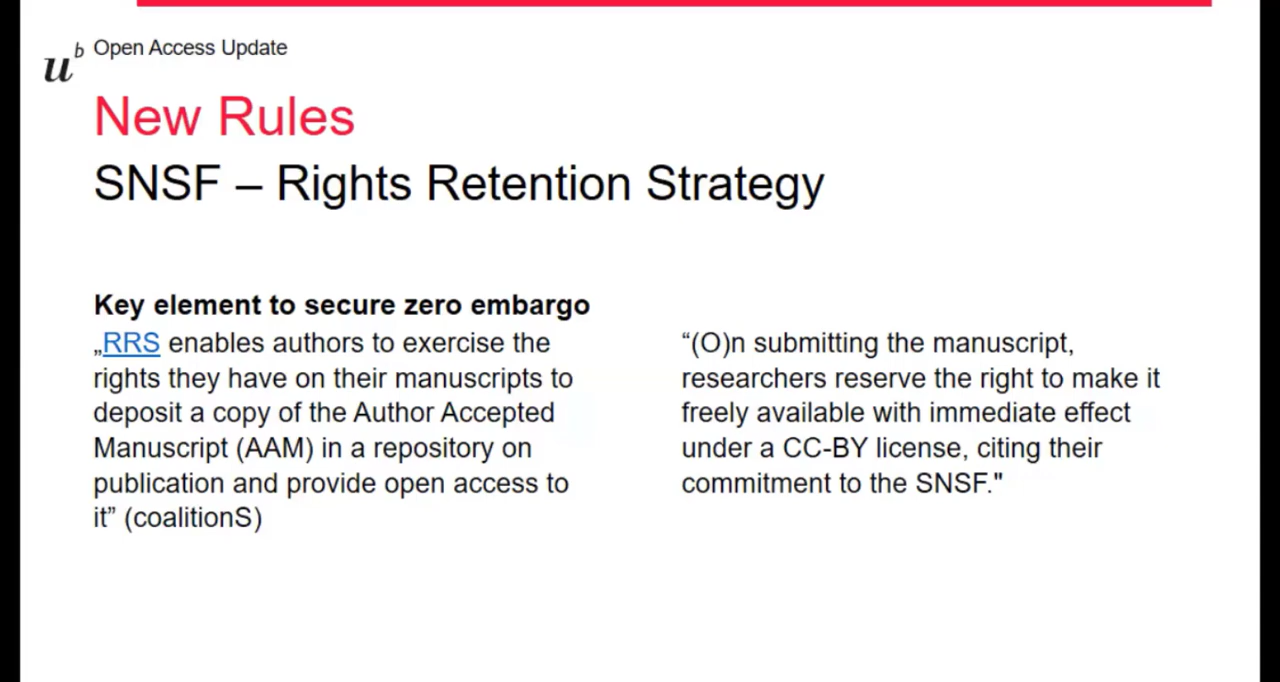 u^b Open Access Update
New Rules
SNSF – Rights Retention Strategy
Key element to secure zero embargo
„RRS enables authors to exercise the
rights they have on their manuscripts to
deposit a copy of the Author Accepted
Manuscript (AAM) in a repository on
publication and provide open access to
it” (coalitionS)
“(O)n submitting the manuscript,
researchers reserve the right to make it
freely available with immediate effect
under a CC-BY license, citing their
commitment to the SNSF."